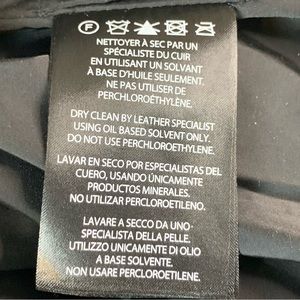 F
NETTOYER À SEC PAR UN
SPÉCIALISTE DU CUIR
EN UTILISANT UN SOLVANT
À BASE D'HUILE SEULEMENT.
NE PAS UTILISER DE
PERCHLOROÉTHYLÈNE.
DRY CLEAN BY LEATHER SPECIALIST
USING OIL BASED SOLVENT ONLY.
DO NOT USE PERCHLOROETHYLENE.
LAVAR EN SECO POR ESPECIALISTAS DEL
CUERO, USANDO ÚNICAMENTE
PRODUCTOS MINERALES.
NO UTILIZAR PERCLOROETILENO.
LAVARE A SECCO DA UNO-
SPECIALISTA DELLA PELLE.
UTILIZZO UNICAMENTE DI OLIO
A BASE SOLVENTE.
NON USARE PERCLOROETILENE.